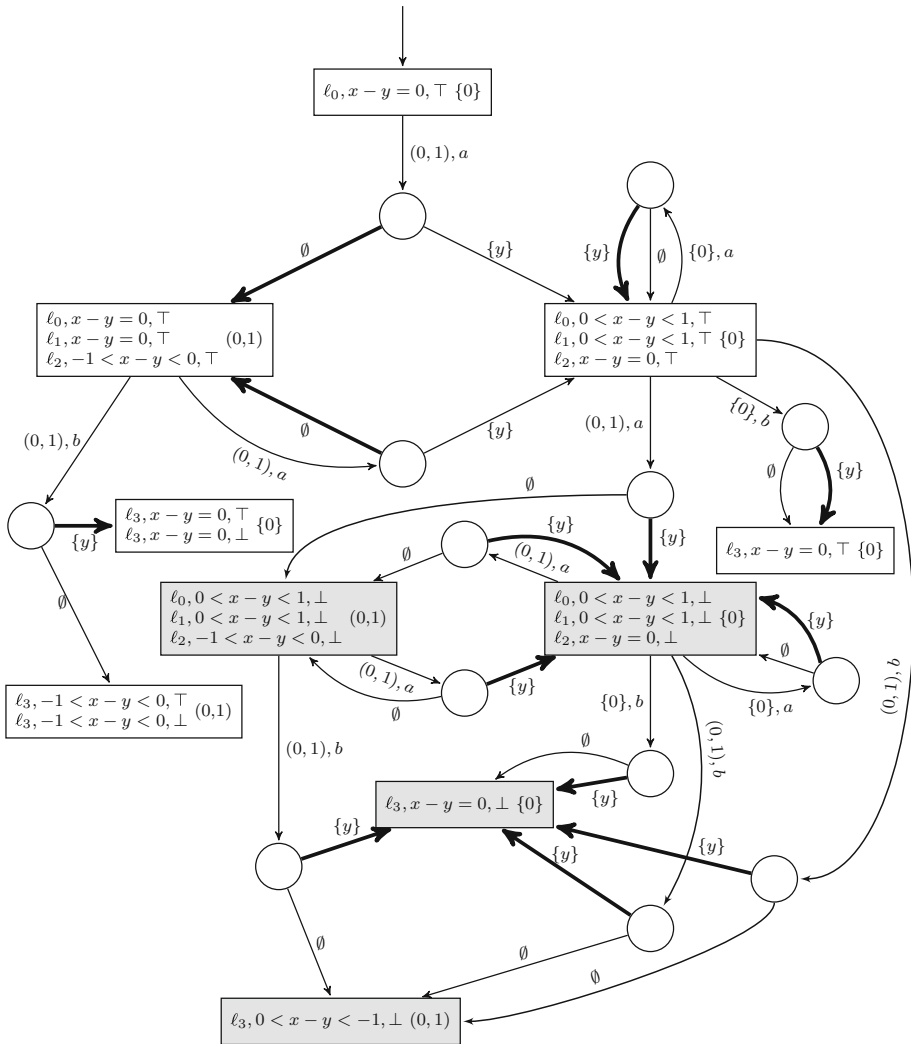 ℓ₀, x − y = 0, ⊤ {0}
(0, 1), a
∅
{y}
{y}
∅
{0}, a
ℓ₀, x − y = 0, ⊤
ℓ₁, x − y = 0, ⊤ (0,1)
ℓ₂, −1 < x − y < 0, ⊤
ℓ₀, 0 < x − y < 1, ⊤
ℓ₁, 0 < x − y < 1, ⊤ {0}
ℓ₂, x − y = 0, ⊤
(0, 1), b
(0, 1), a
∅
{y}
(0, 1), a
{0}, b
∅
{y}
ℓ₃, x − y = 0, ⊤ {0}
{y}
ℓ₃, x − y = 0, ⊤
ℓ₃, x − y = 0, ⊥ {0}
∅
∅
{y}
∅
{y}
(0, 1), a
ℓ₀, 0 < x − y < 1, ⊥
ℓ₁, 0 < x − y < 1, ⊥ (0,1)
ℓ₂, −1 < x − y < 0, ⊥
ℓ₀, 0 < x − y < 1, ⊥
ℓ₁, 0 < x − y < 1, ⊥ {0}
ℓ₂, x − y = 0, ⊥
{y}
∅
{0}, a
(0, 1), b
(0, 1), a
∅
{y}
ℓ₃, −1 < x − y < 0, ⊤
ℓ₃, −1 < x − y < 0, ⊥ (0,1)
(0, 1), b
{0}, b
(0, 1), b
∅
{y}
ℓ₃, x − y = 0, ⊥ {0}
{y}
{y}
{y}
∅
∅
∅
ℓ₃, 0 < x − y < −1, ⊥ (0, 1)